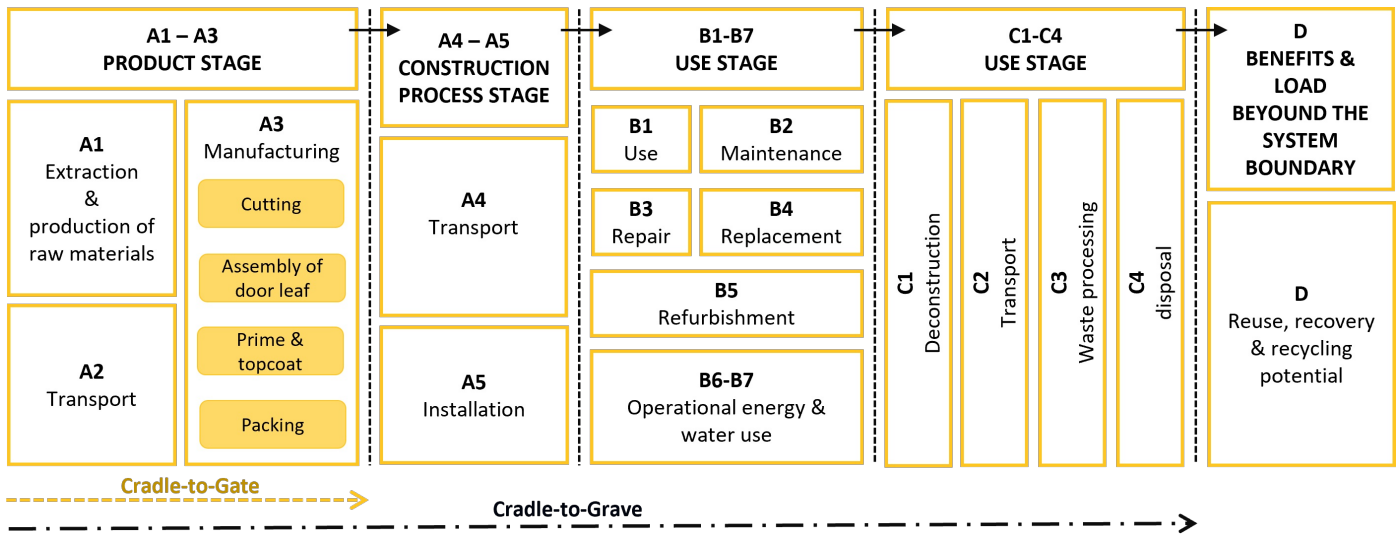 A1 – A3
PRODUCT STAGE
A1
Extraction
&
production of
raw materials
A2
Transport
A3
Manufacturing
Cutting
Assembly of
door leaf
Prime &
topcoat
Packing
A4 – A5
CONSTRUCTION
PROCESS STAGE
A4
Transport
A5
Installation
B1-B7
USE STAGE
B1
Use
B2
Maintenance
B3
Repair
B4
Replacement
B5
Refurbishment
B6-B7
Operational energy &
water use
C1-C4
USE STAGE
C1
Deconstruction
C2
Transport
C3
Waste processing
C4
disposal
D
BENEFITS &
LOAD
BEYOUND THE
SYSTEM
BOUNDARY
D
Reuse, recovery
& recycling
potential
Cradle-to-Gate
Cradle-to-Grave